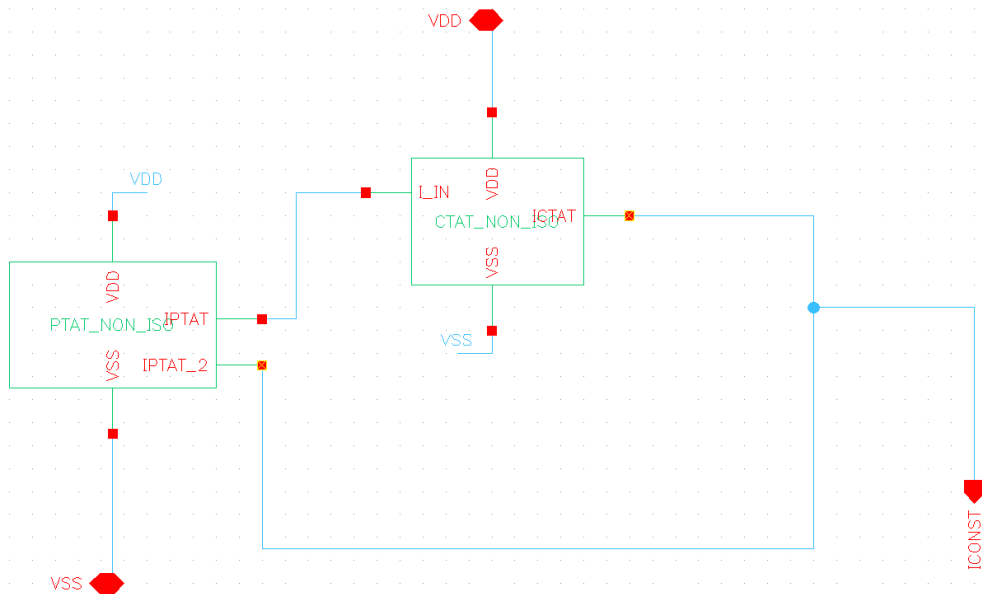 VDD
VDD
I_IN
VDD
ICTAT
CTAT_NON_ISO
VSS
VSS
VDD
IPTAT
PTAT_NON_ISO
VSS
IPTAT_2
ICONST
VSS